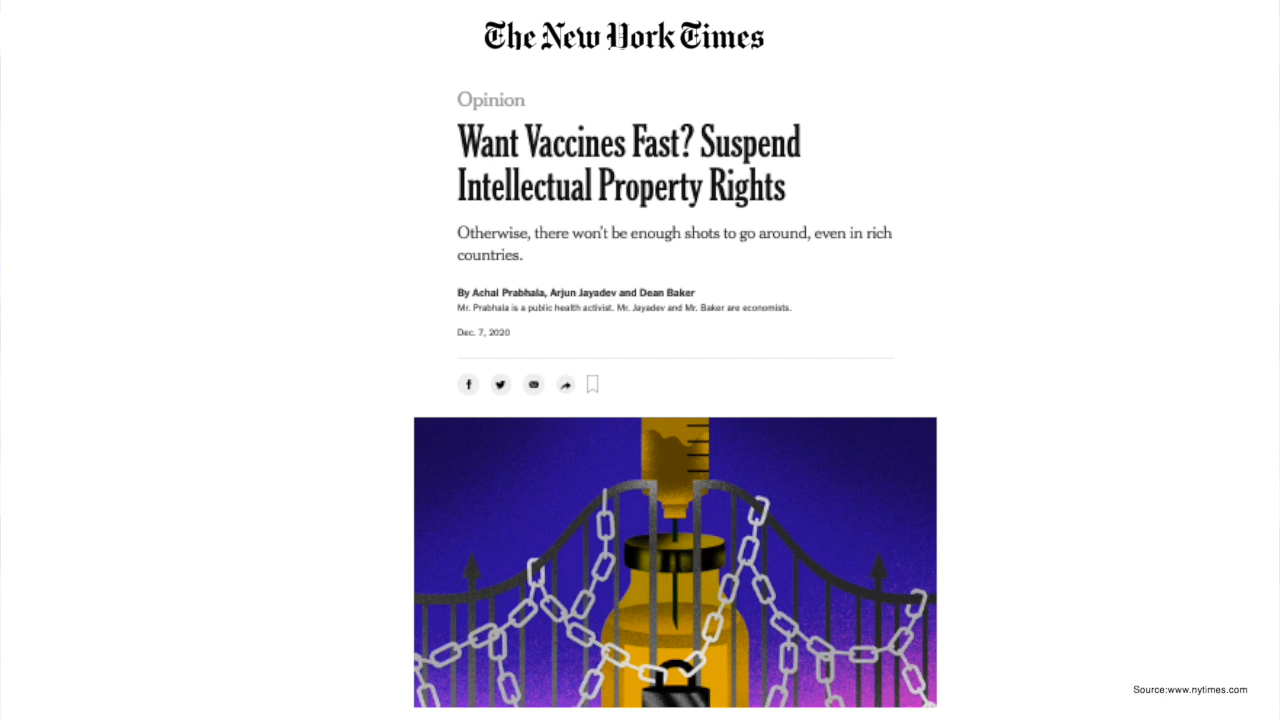 The New York Times
Opinion
Want Vaccines Fast? Suspend
Intellectual Property Rights
Otherwise, there won't be enough shots to go around, even in rich
countries.
By Achal Prabhala, Arjun Jayadev and Dean Baker
Mr. Prabhala is a public health activist. Mr. Jayadev and Mr. Baker are economists.
Dec. 7, 2020
Source:www.nytimes.com